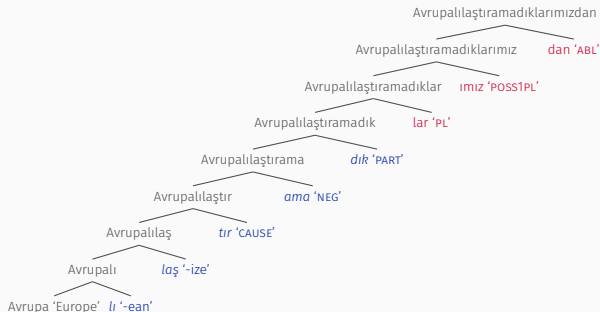 Avrupalılaştıramadıklarımızdan
Avrupalılaştıramadıklarımız dan ‘ABL’
Avrupalılaştıramadıklar ımız ‘POSS1PL’
Avrupalılaştıramadık lar ‘PL’
Avrupalılaştırama dık ‘PART’
Avrupalılaştır ama ‘NEG’
Avrupalılaş tır ‘CAUSE’
Avrupalı laş ‘-ize’
Avrupa ‘Europe’ lı ‘-ean’